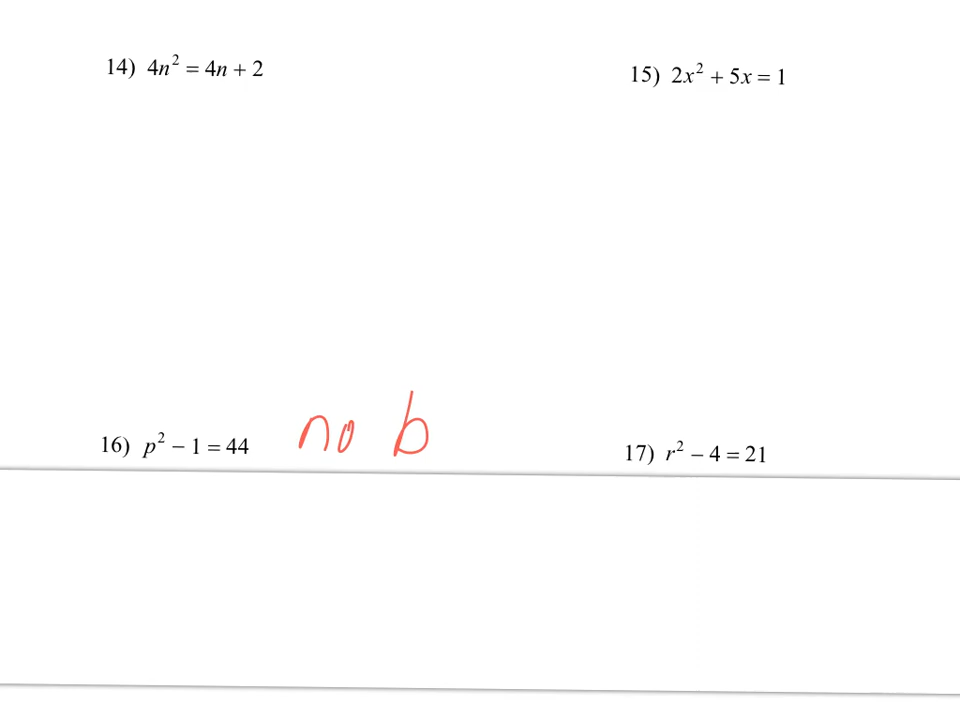 14) 4n² = 4n + 2
15) 2x² + 5x = 1
16) p² − 1 = 44 no b
17) r² − 4 = 21